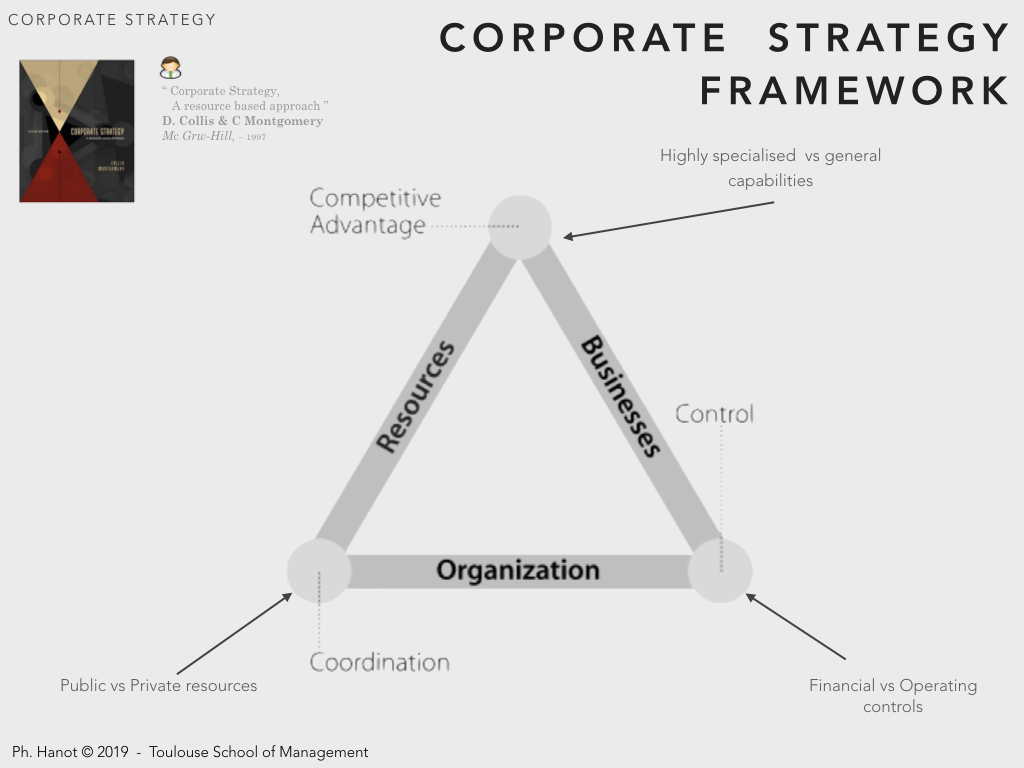 CORPORATE STRATEGY
CORPORATE STRATEGY
FRAMEWORK
“ Corporate Strategy,
A resource based approach ”
D. Collis & C Montgomery
Mc Grw-Hill, – 1997
CORPORATE STRATEGY
COLLIS
MONTGOMERY
Highly specialised vs general
capabilities
Competitive
Advantage
Resources
Businesses
Control
Organization
Coordination
Public vs Private resources
Financial vs Operating
controls
Ph. Hanot © 2019 - Toulouse School of Management